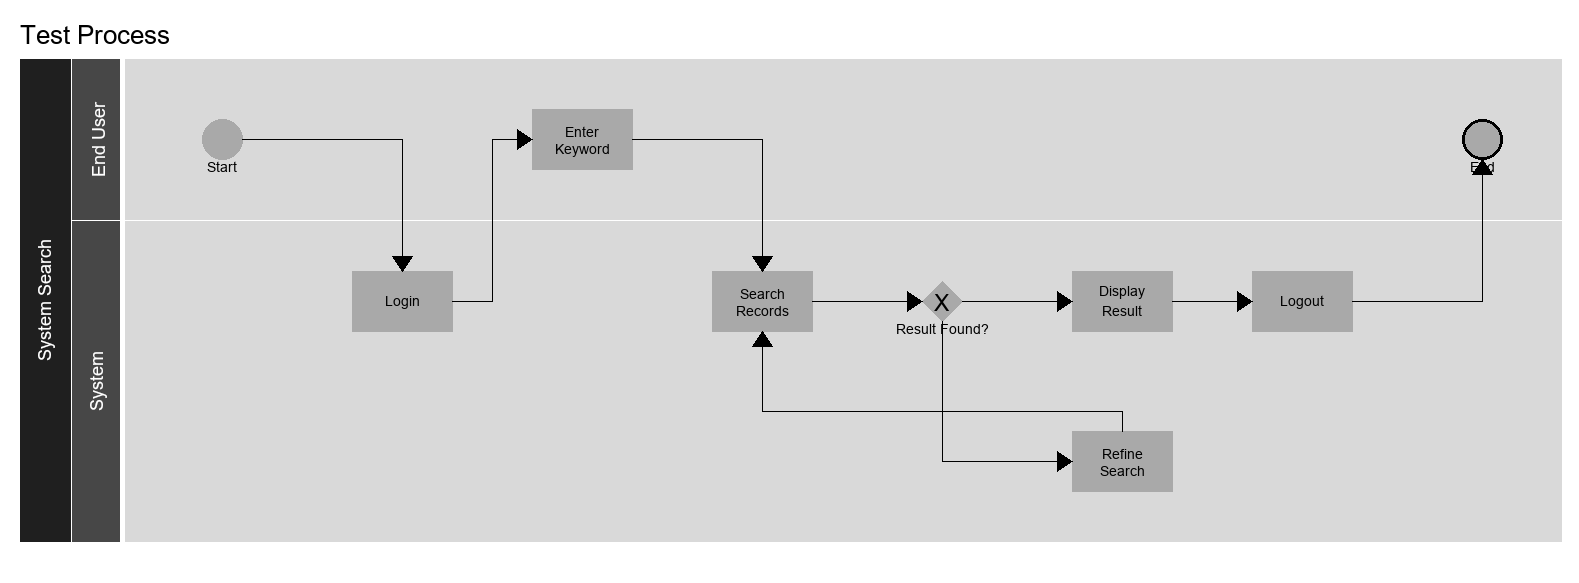 Test Process
System Search
End User
System
Start
Enter
Keyword
End
Login
Search
Records
X
Result Found?
Display
Result
Logout
Refine
Search